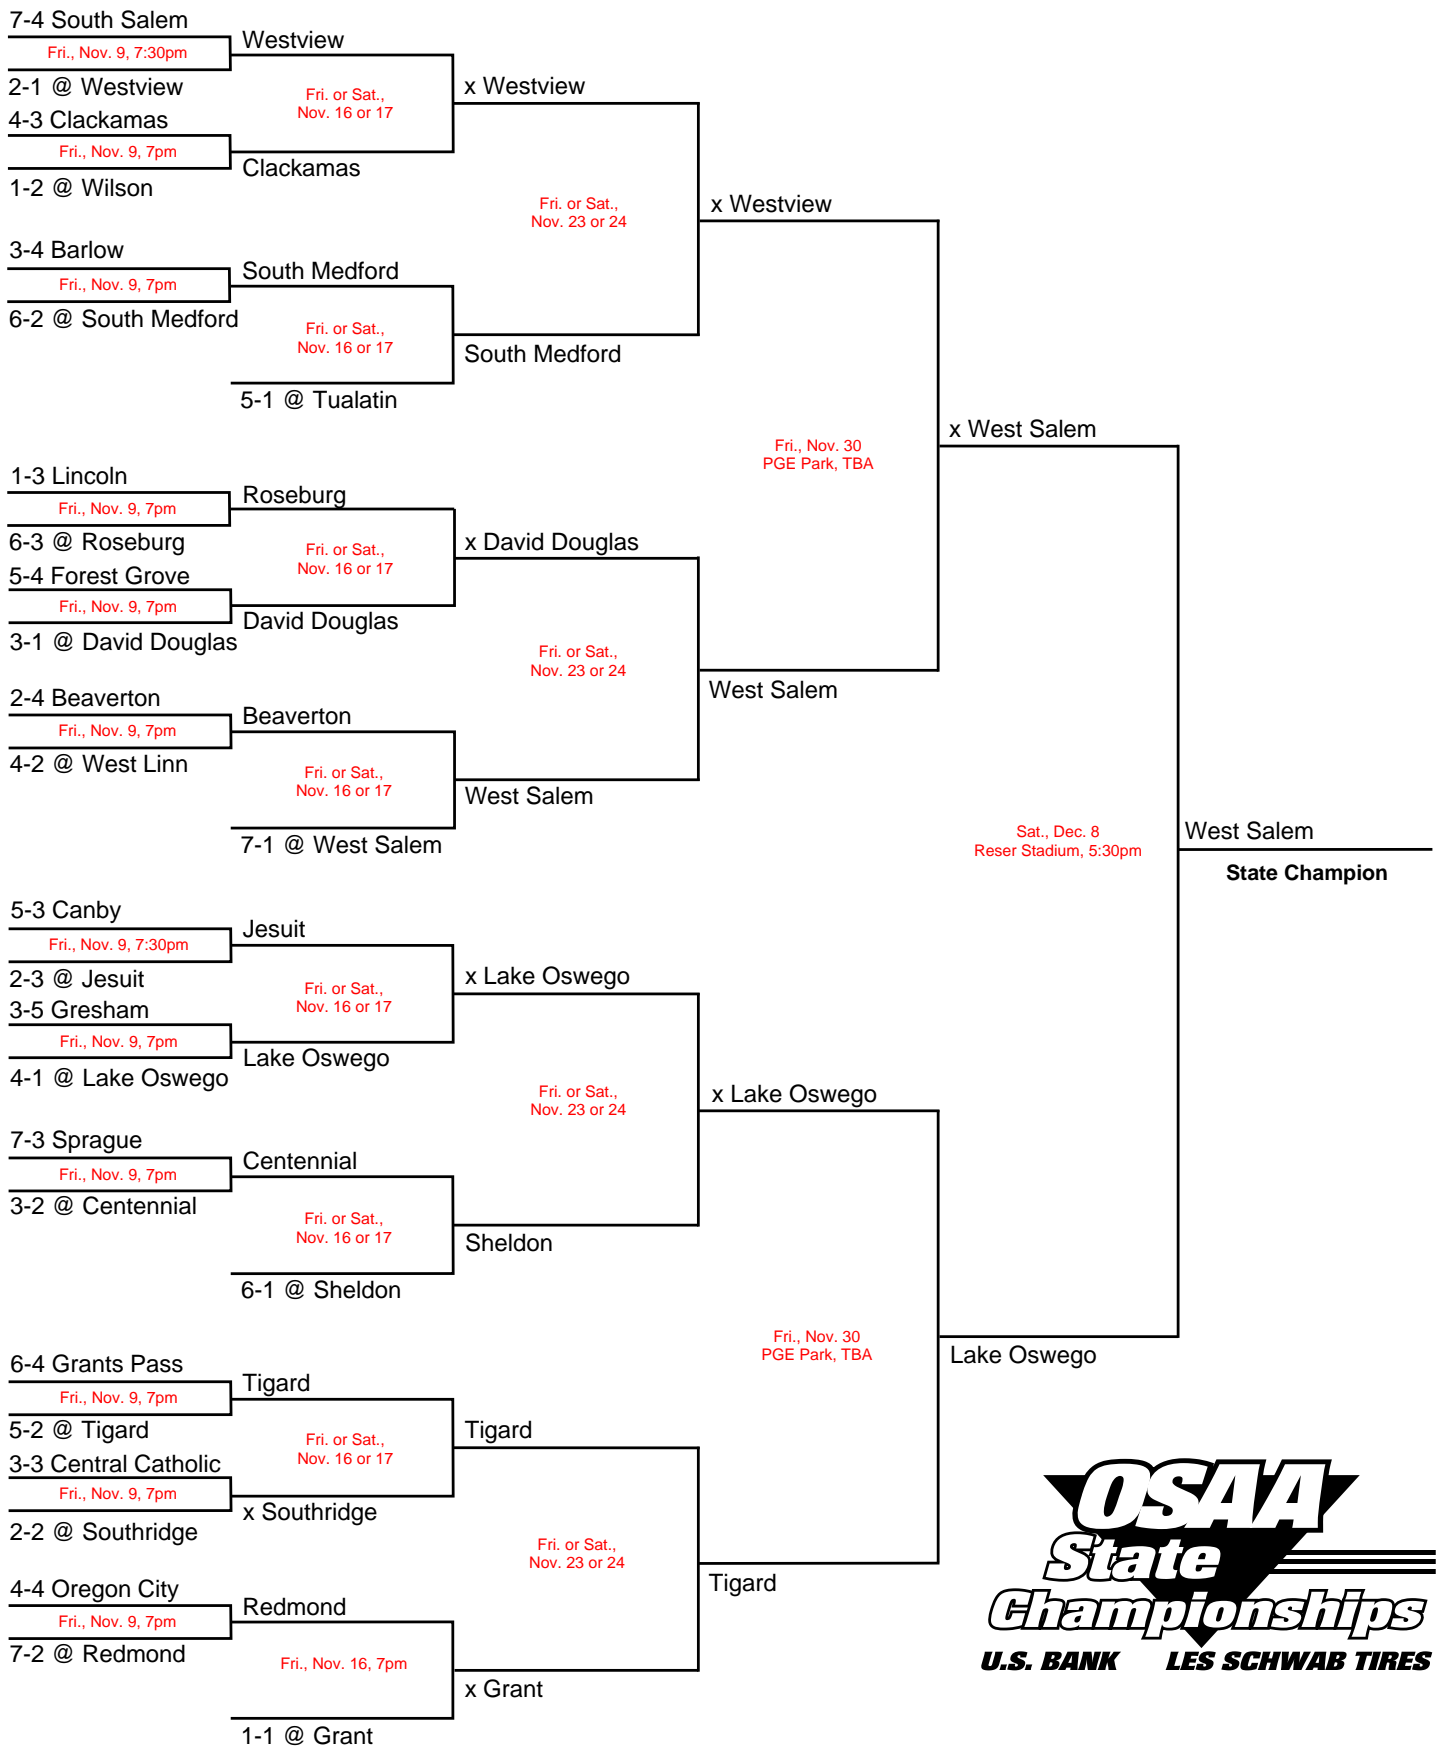 7-4 South Salem
Fri., Nov. 9, 7:30pm
2-1 @ Westview
Westview
4-3 Clackamas
Fri., Nov. 9, 7pm
1-2 @ Wilson
Clackamas
Fri. or Sat.,
Nov. 16 or 17
x Westview
3-4 Barlow
Fri., Nov. 9, 7pm
6-2 @ South Medford
South Medford
Fri. or Sat.,
Nov. 16 or 17
5-1 @ Tualatin
South Medford
Fri. or Sat.,
Nov. 23 or 24
x Westview
1-3 Lincoln
Fri., Nov. 9, 7pm
6-3 @ Roseburg
Roseburg
5-4 Forest Grove
Fri., Nov. 9, 7pm
3-1 @ David Douglas
David Douglas
Fri. or Sat.,
Nov. 16 or 17
x David Douglas
2-4 Beaverton
Fri., Nov. 9, 7pm
4-2 @ West Linn
Beaverton
Fri. or Sat.,
Nov. 16 or 17
7-1 @ West Salem
West Salem
Fri. or Sat.,
Nov. 23 or 24
West Salem
Fri., Nov. 30
PGE Park, TBA
x West Salem
5-3 Canby
Fri., Nov. 9, 7:30pm
2-3 @ Jesuit
Jesuit
3-5 Gresham
Fri., Nov. 9, 7pm
4-1 @ Lake Oswego
Lake Oswego
Fri. or Sat.,
Nov. 16 or 17
x Lake Oswego
7-3 Sprague
Fri., Nov. 9, 7pm
3-2 @ Centennial
Centennial
Fri. or Sat.,
Nov. 16 or 17
6-1 @ Sheldon
Sheldon
Fri. or Sat.,
Nov. 23 or 24
x Lake Oswego
6-4 Grants Pass
Fri., Nov. 9, 7pm
5-2 @ Tigard
Tigard
3-3 Central Catholic
Fri., Nov. 9, 7pm
2-2 @ Southridge
x Southridge
Fri. or Sat.,
Nov. 16 or 17
Tigard
4-4 Oregon City
Fri., Nov. 9, 7pm
7-2 @ Redmond
Redmond
Fri., Nov. 16, 7pm
1-1 @ Grant
x Grant
Fri. or Sat.,
Nov. 23 or 24
Tigard
Fri., Nov. 30
PGE Park, TBA
Lake Oswego
Sat., Dec. 8
Reser Stadium, 5:30pm
West Salem
State Champion
OSAA
State
Championships
U.S. BANK LES SCHWAB TIRES